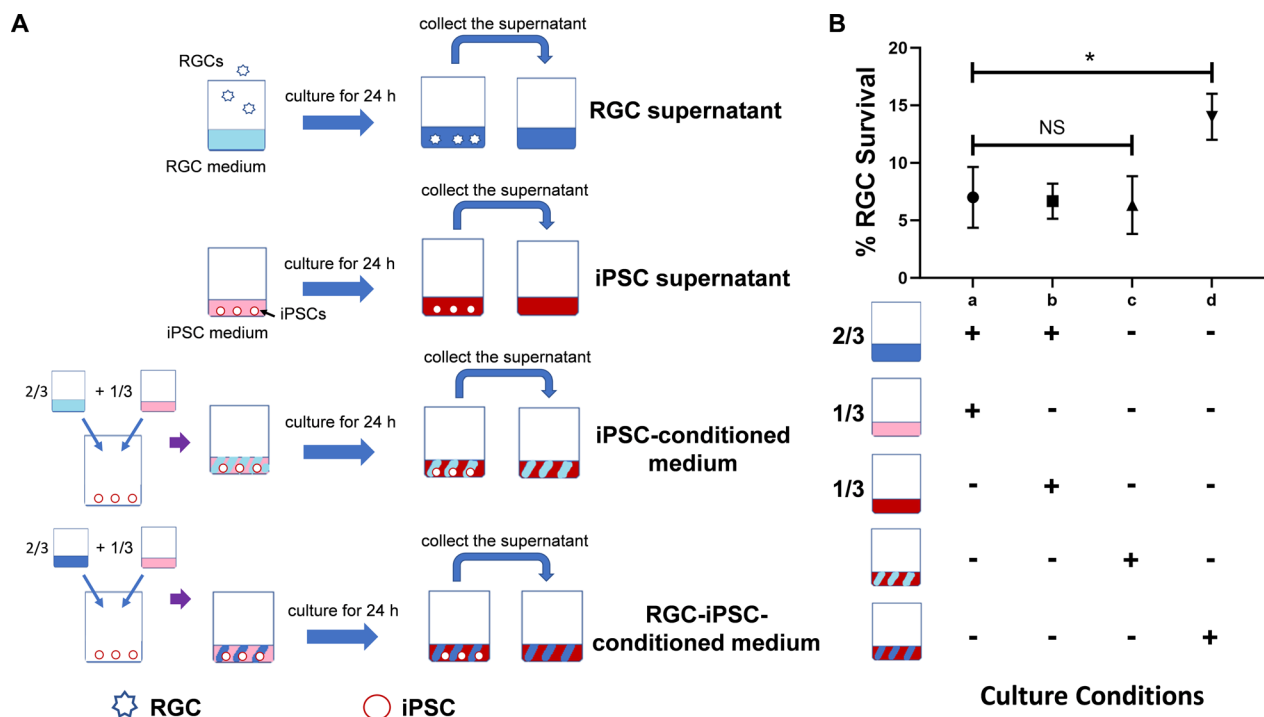 A
collect the supernatant
RGCs
culture for 24 h
RGC supernatant
RGC medium
collect the supernatant
culture for 24 h
iPSC supernatant
iPSCs
iPSC medium
collect the supernatant
2/3 + 1/3
culture for 24 h
iPSC-conditioned
medium
collect the supernatant
2/3 + 1/3
culture for 24 h
RGC-iPSC-
conditioned medium
RGC iPSC
B
% RGC Survival
20
15
10
5
0
*
NS
a b c d
2/3 + + - -
1/3 + - - -
1/3 - + - -
- - + -
- - - +
Culture Conditions